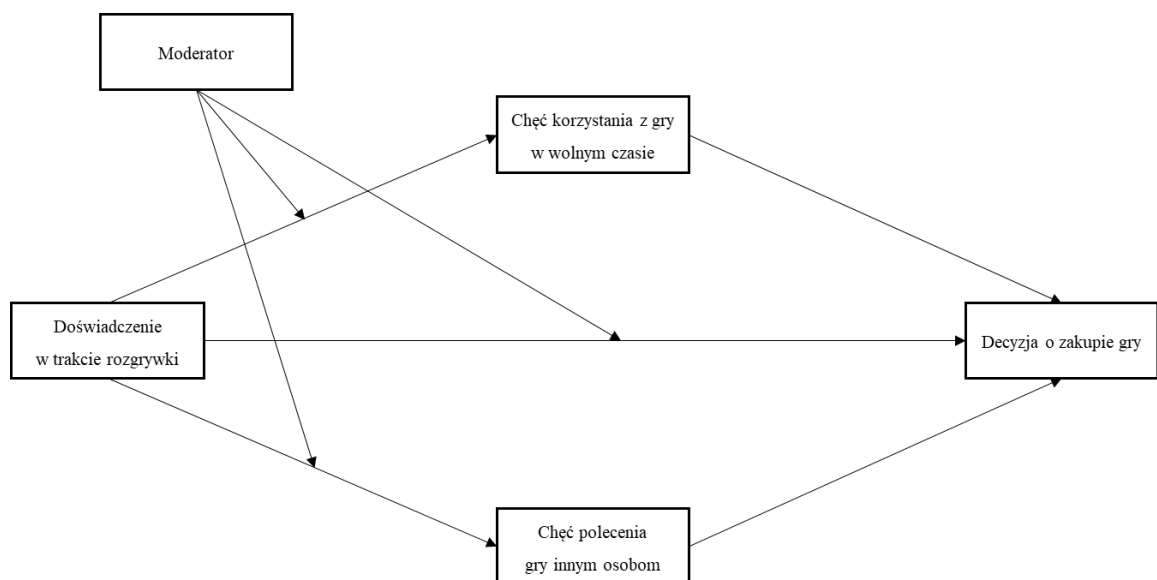 Moderator
Chęć korzystania z gry
w wolnym czasie
Doświadczenie
w trakcie rozgrywki
Decyzja o zakupie gry
Chęć polecenia
gry innym osobom